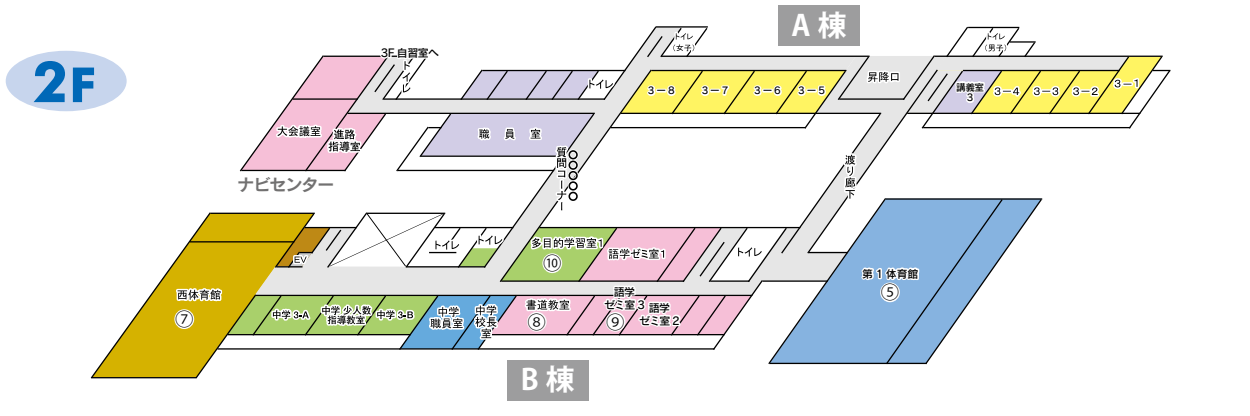 2F
A棟
3F 自習室へ
トイレ
大会議室
進路
指導室
ナビセンター
トイレ
職員室
質問コーナー
トイレ
(女子)
3-8
3-7
3-6
3-5
昇降口
トイレ
(男子)
講義室
3
3-4
3-3
3-2
3-1
渡り廊下
西体育館
⑦
EV
トイレ
トイレ
多目的学習室1
⑩
語学ゼミ室1
トイレ
第1体育館
⑤
中学3-A
中学少人数
指導教室
中学3-B
中学
職員室
中学
校長
室
書道教室
⑧
語学
ゼミ室3
⑨
語学
ゼミ室2
B棟